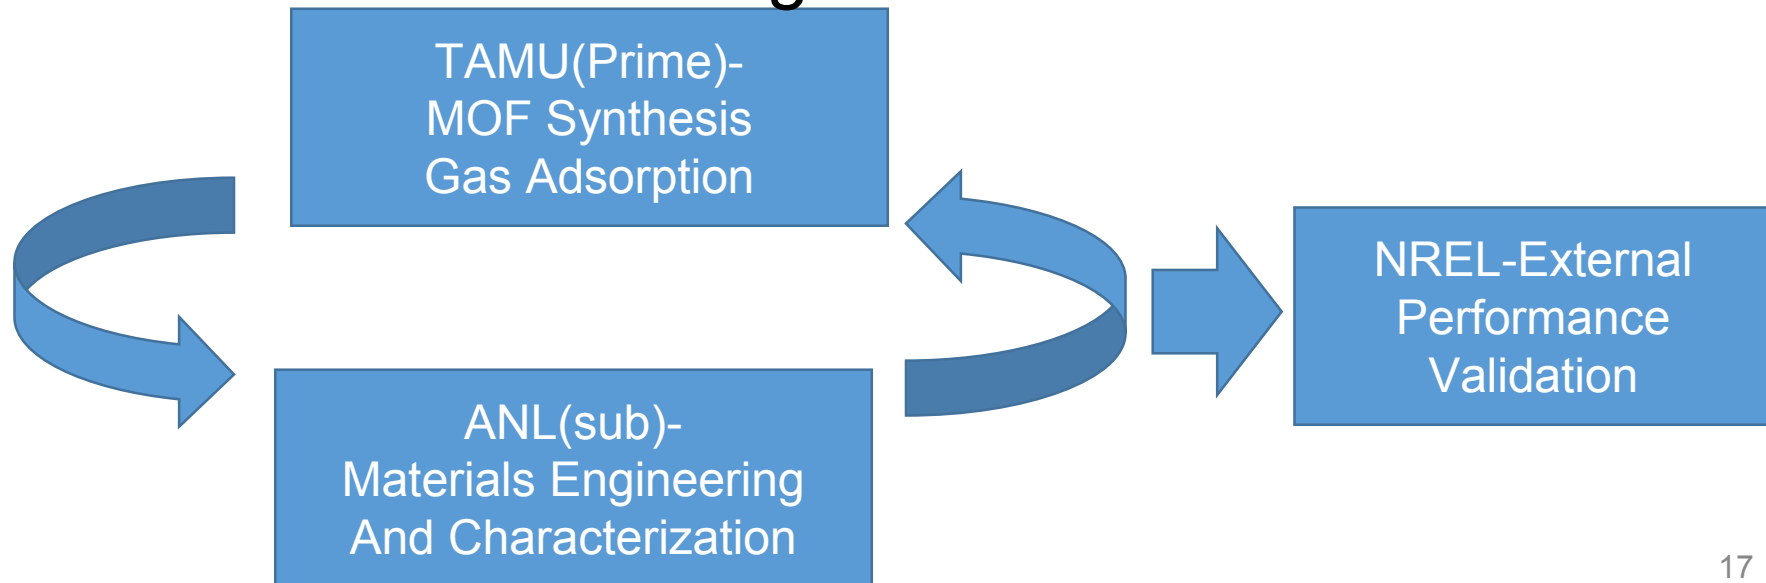 TAMU(Prime)-
MOF Synthesis
Gas Adsorption
NREL-External
Performance
Validation
ANL(sub)-
Materials Engineering
And Characterization
17